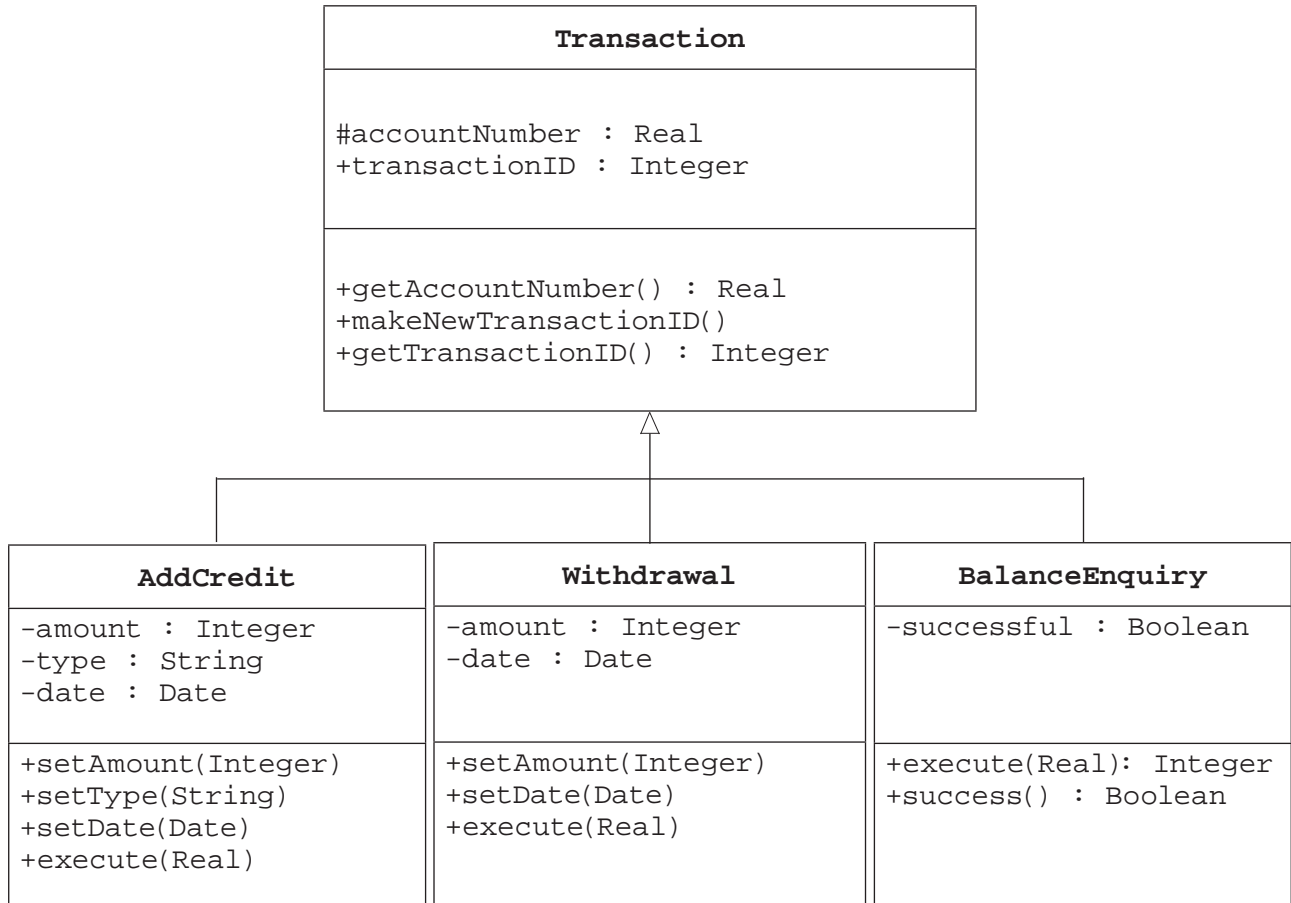 Transaction
#accountNumber : Real
+transactionID : Integer
+getAccountNumber() : Real
+makeNewTransactionID()
+getTransactionID() : Integer
AddCredit
-amount : Integer
-type : String
-date : Date
+setAmount(Integer)
+setType(String)
+setDate(Date)
+execute(Real)
Withdrawal
-amount : Integer
-date : Date
+setAmount(Integer)
+setDate(Date)
+execute(Real)
BalanceEnquiry
-successful : Boolean
+execute(Real): Integer
+success() : Boolean